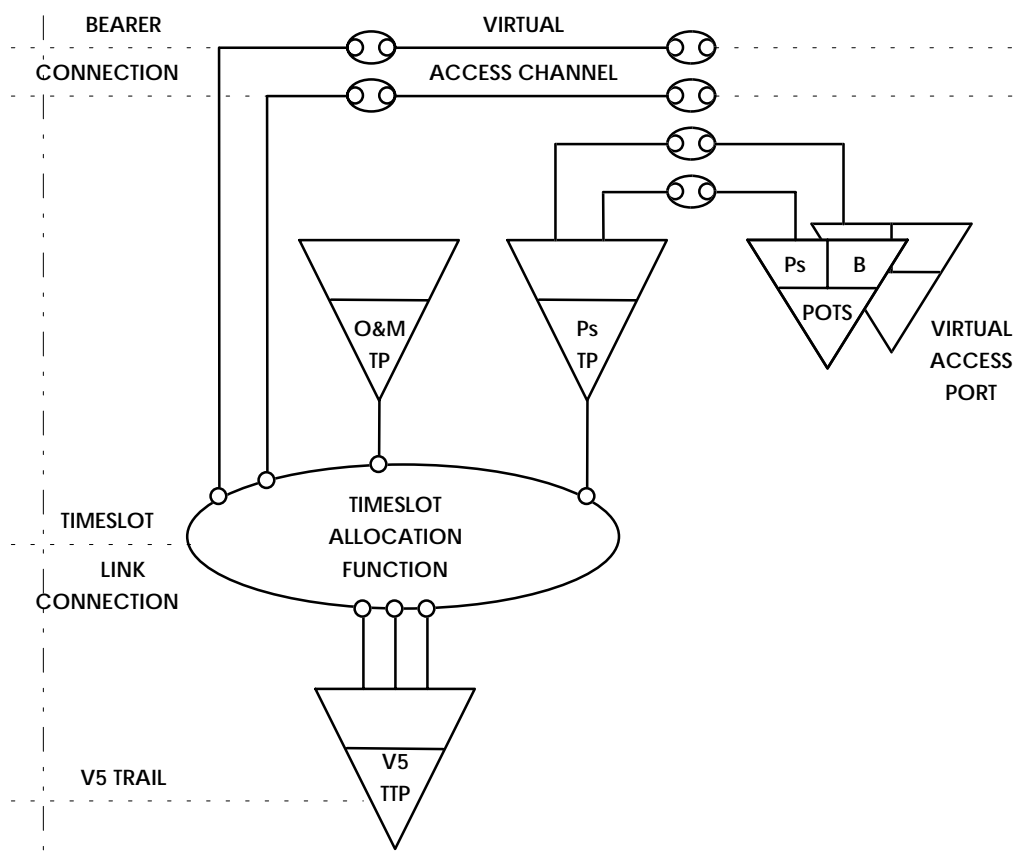 BEARER
CONNECTION
VIRTUAL
ACCESS CHANNEL
O&M
TP
Ps
TP
Ps
B
POTS
VIRTUAL
ACCESS
PORT
TIMESLOT
LINK
CONNECTION
TIMESLOT
ALLOCATION
FUNCTION
V5 TRAIL
V5
TTP